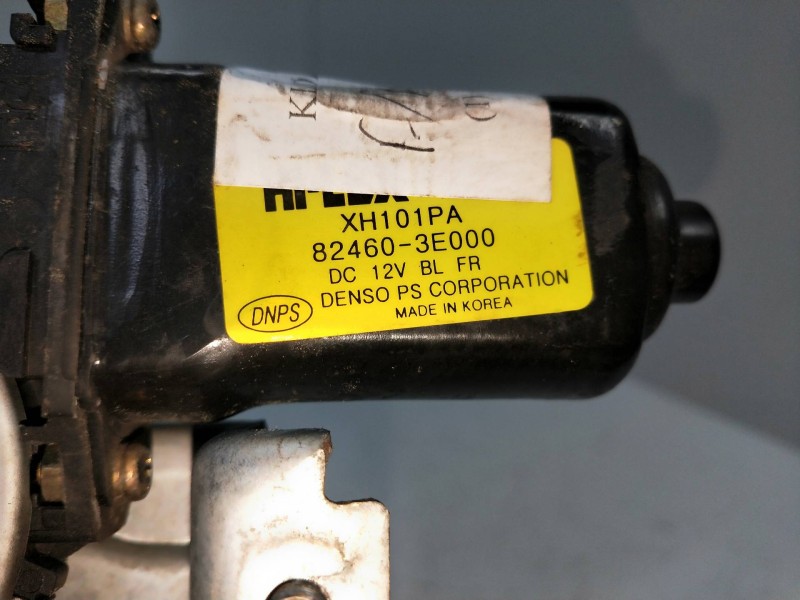 XH101PA
82460-3E000
DC 12V BL FR
DENSO PS CORPORATION
DNPS
MADE IN KOREA